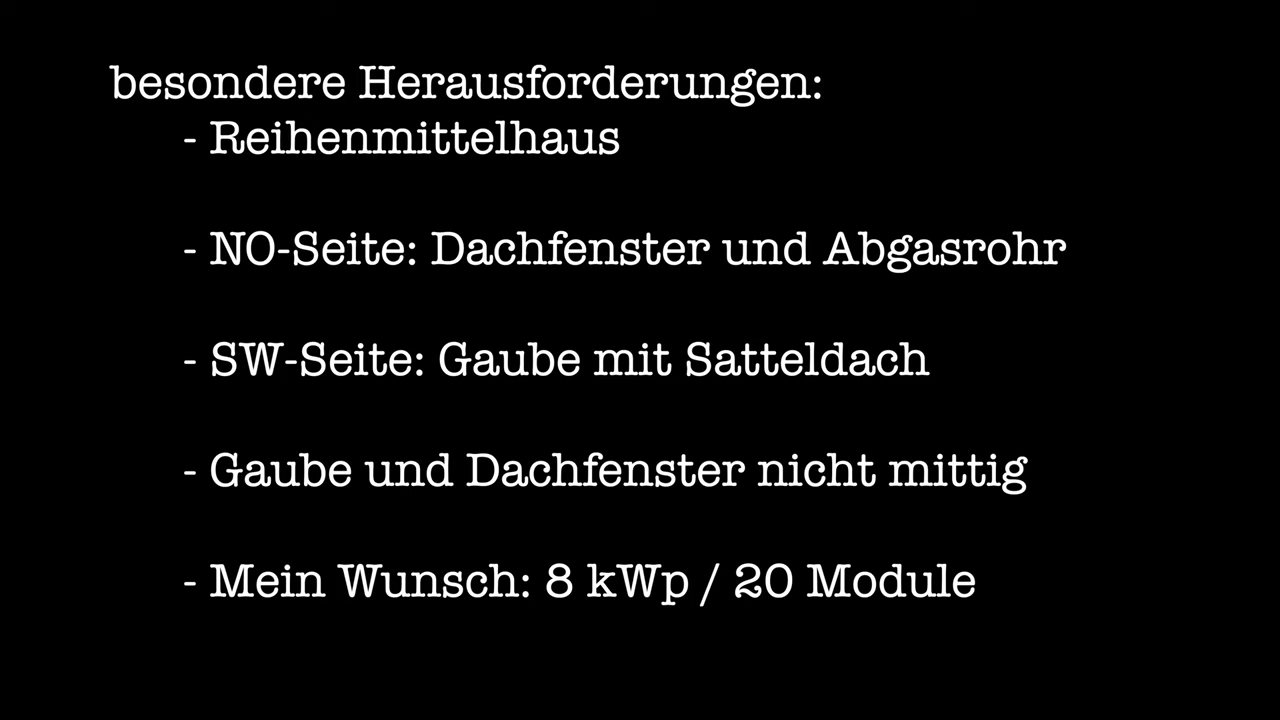 besondere Herausforderungen:
- Reihenmittelhaus
- NO-Seite: Dachfenster und Abgasrohr
- SW-Seite: Gaube mit Satteldach
- Gaube und Dachfenster nicht mittig
- Mein Wunsch: 8 kWp / 20 Module